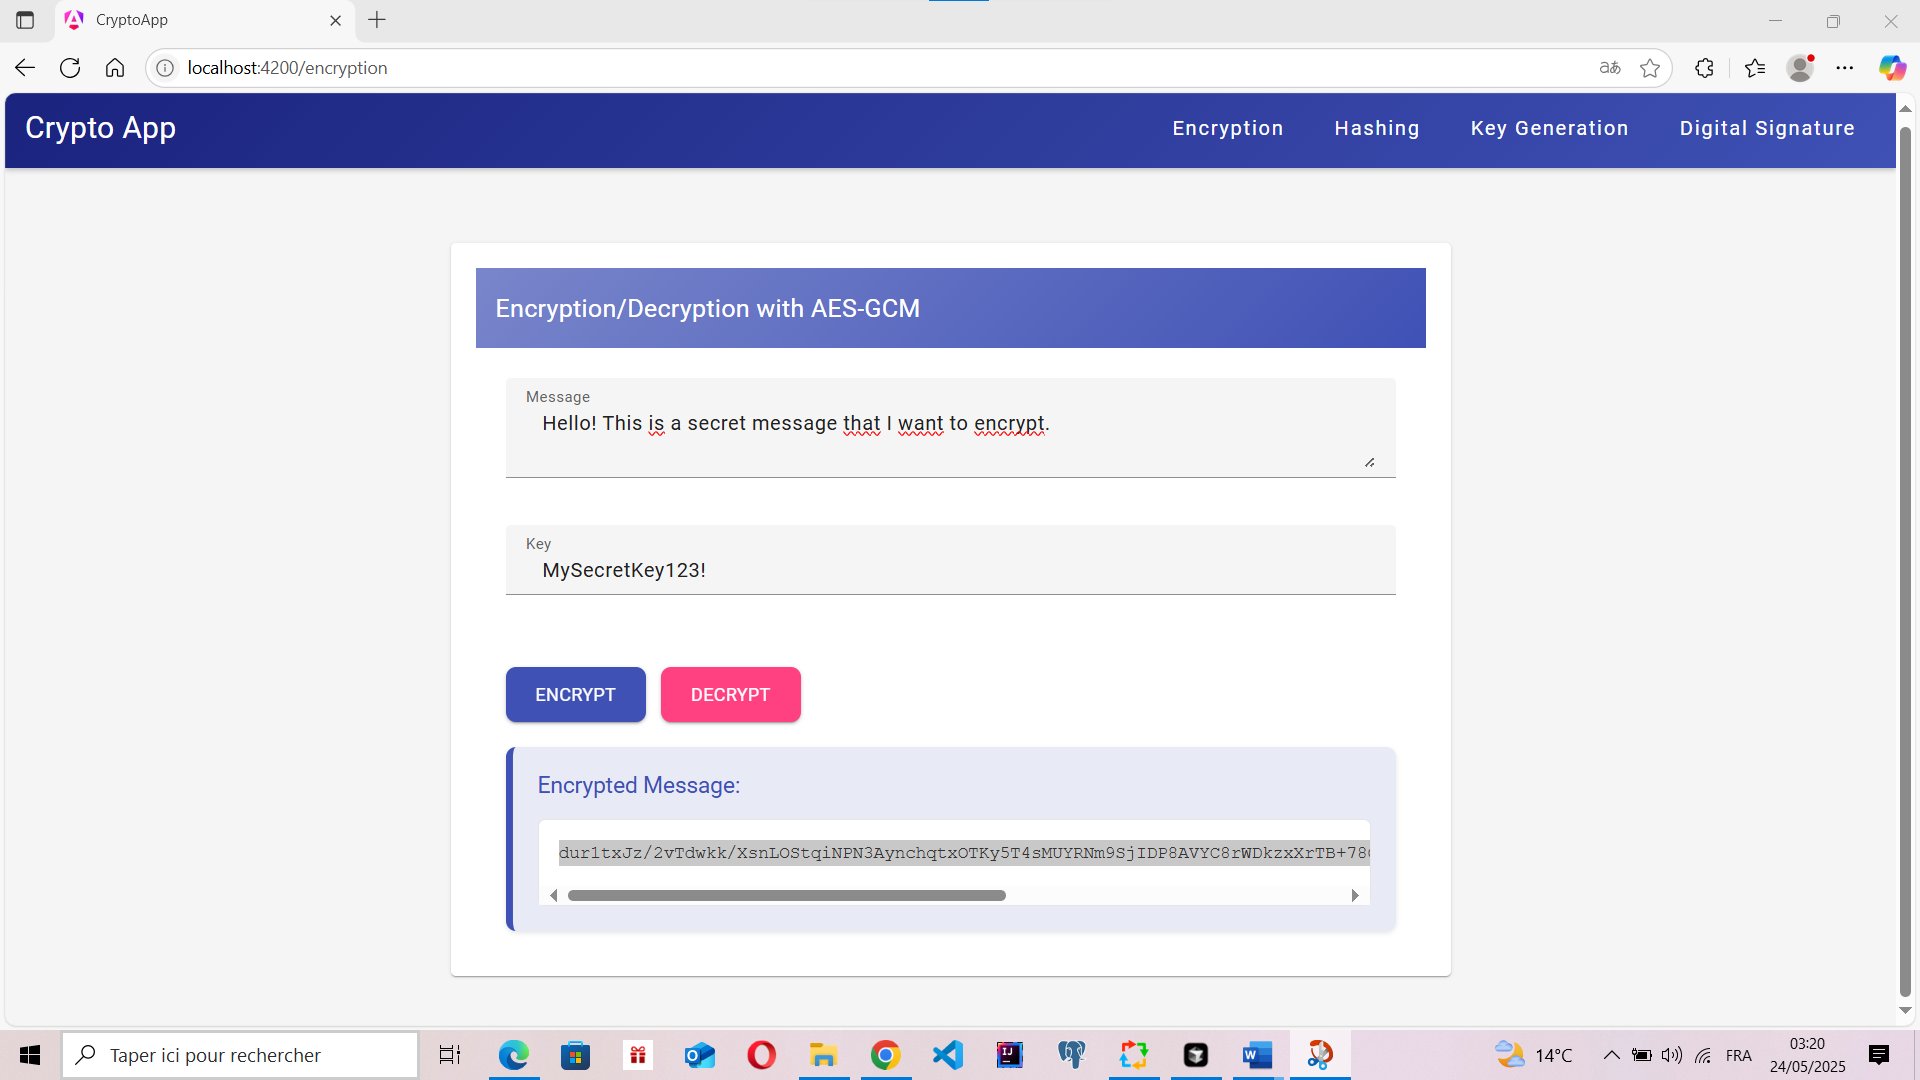 CryptoApp
localhost:4200/encryption
Crypto App
Encryption
Hashing
Key Generation
Digital Signature
Encryption/Decryption with AES-GCM
Message
Hello! This is a secret message that I want to encrypt.
Key
MySecretKey123!
ENCRYPT
DECRYPT
Encrypted Message:
dur1txJz/2vTdwkk/XsnLOStqiNPN3AynchqtxOTKy5T4sMUYRNm9SjIDP8AVYC8rWDkzxXrTB+78
Taper ici pour rechercher
14°C
FRA
03:20
24/05/2025